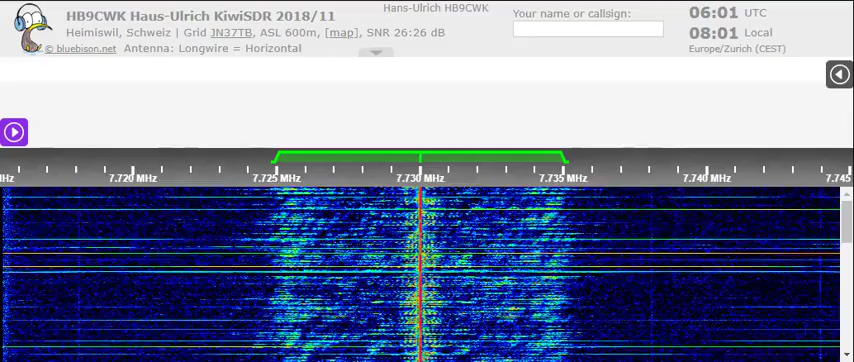 HB9CWK Haus-Ulrich KiwiSDR 2018/11
Hans-Ulrich HB9CWK
Heimiswil, Schweiz | Grid JN37TB, ASL 600m, [map], SNR 26:26 dB
© bluebison.net Antenna: Longwire = Horizontal
Your name or callsign:
06:01 UTC
08:01 Local
Europe/Zurich (CEST)
Hz 7.720 MHz 7.725 MHz 7.730 MHz 7.735 MHz 7.740 MHz 7.745